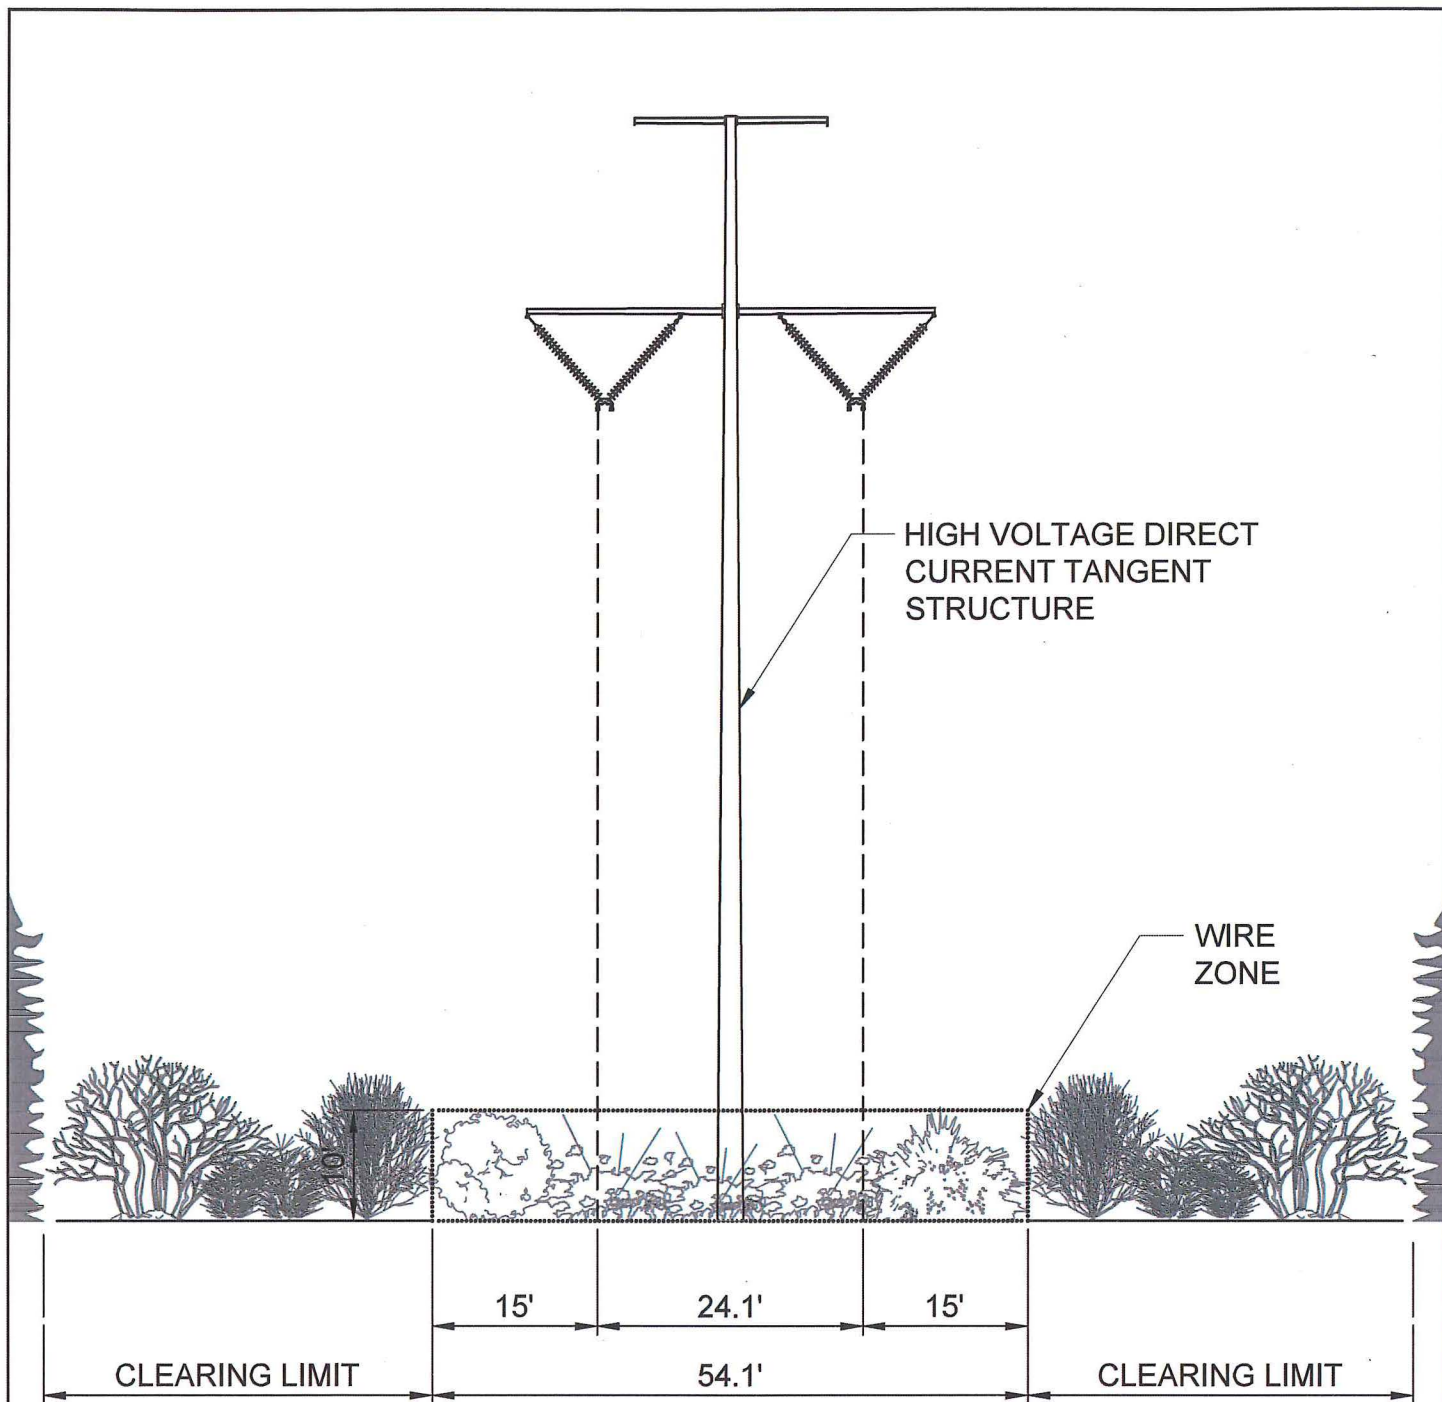 HIGH VOLTAGE DIRECT
CURRENT TANGENT
STRUCTURE
WIRE
ZONE
10'
15'
24.1'
15'
CLEARING LIMIT
54.1'
CLEARING LIMIT